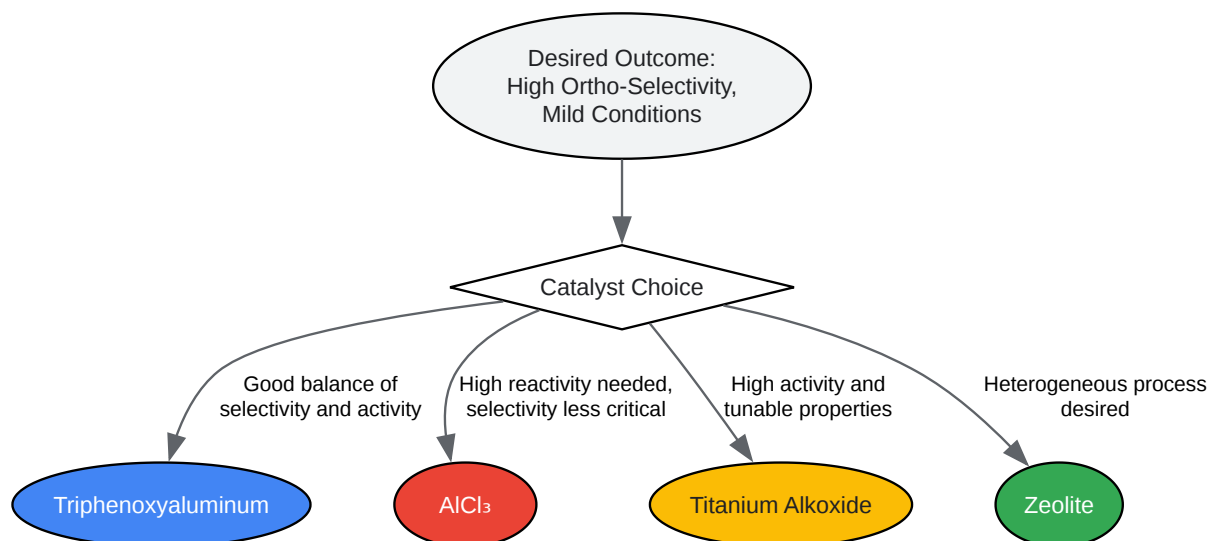 Desired Outcome:
High Ortho-Selectivity,
Mild Conditions
Catalyst Choice
Good balance of
selectivity and activity
High reactivity needed,
selectivity less critical
High activity and
tunable properties
Heterogeneous process
desired
Triphenoxyaluminum
AlCl₃
Titanium Alkoxide
Zeolite